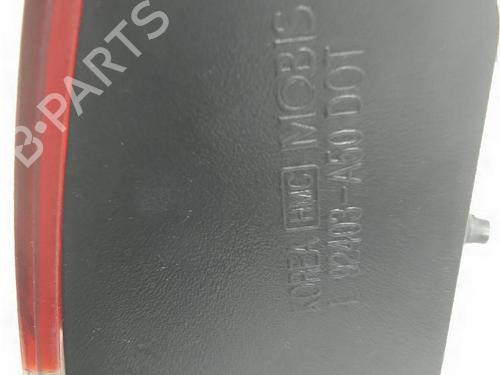 B-PARTS
KOREA HMC MOBIS
L 92403-A50 DOT